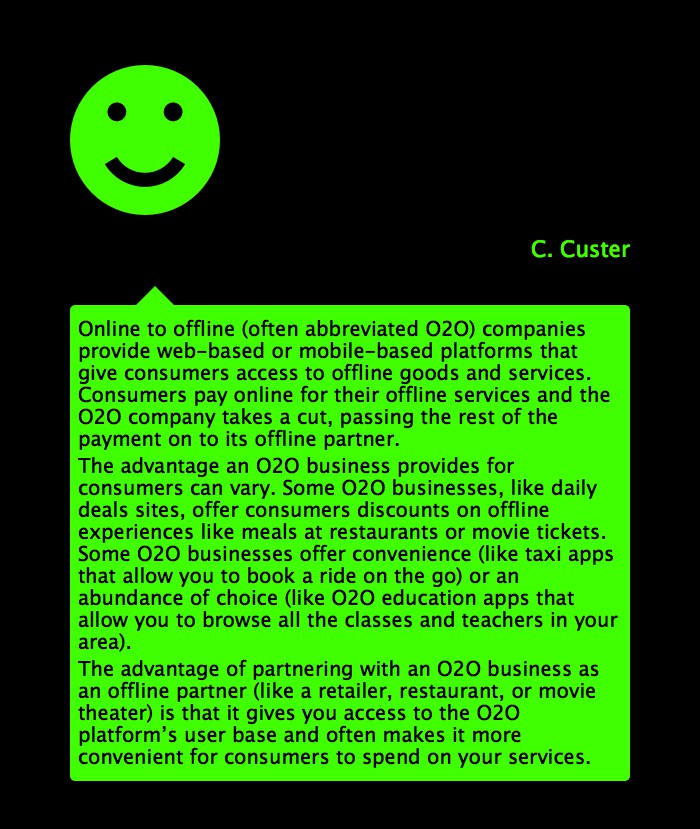 C. Custer
Online to offline (often abbreviated O2O) companies
provide web-based or mobile-based platforms that
give consumers access to offline goods and services.
Consumers pay online for their offline services and the
O2O company takes a cut, passing the rest of the
payment on to its offline partner.
The advantage an O2O business provides for
consumers can vary. Some O2O businesses, like daily
deals sites, offer consumers discounts on offline
experiences like meals at restaurants or movie tickets.
Some O2O businesses offer convenience (like taxi apps
that allow you to book a ride on the go) or an
abundance of choice (like O2O education apps that
allow you to browse all the classes and teachers in your
area).
The advantage of partnering with an O2O business as
an offline partner (like a retailer, restaurant, or movie
theater) is that it gives you access to the O2O
platform’s user base and often makes it more
convenient for consumers to spend on your services.